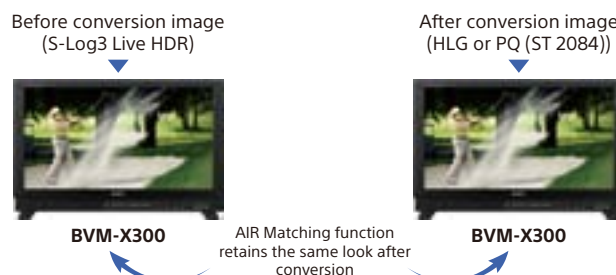 Before conversion image
(S-Log3 Live HDR)
After conversion image
(HLG or PQ (ST 2084))
BVM-X300
AIR Matching function
retains the same look after
conversion
BVM-X300